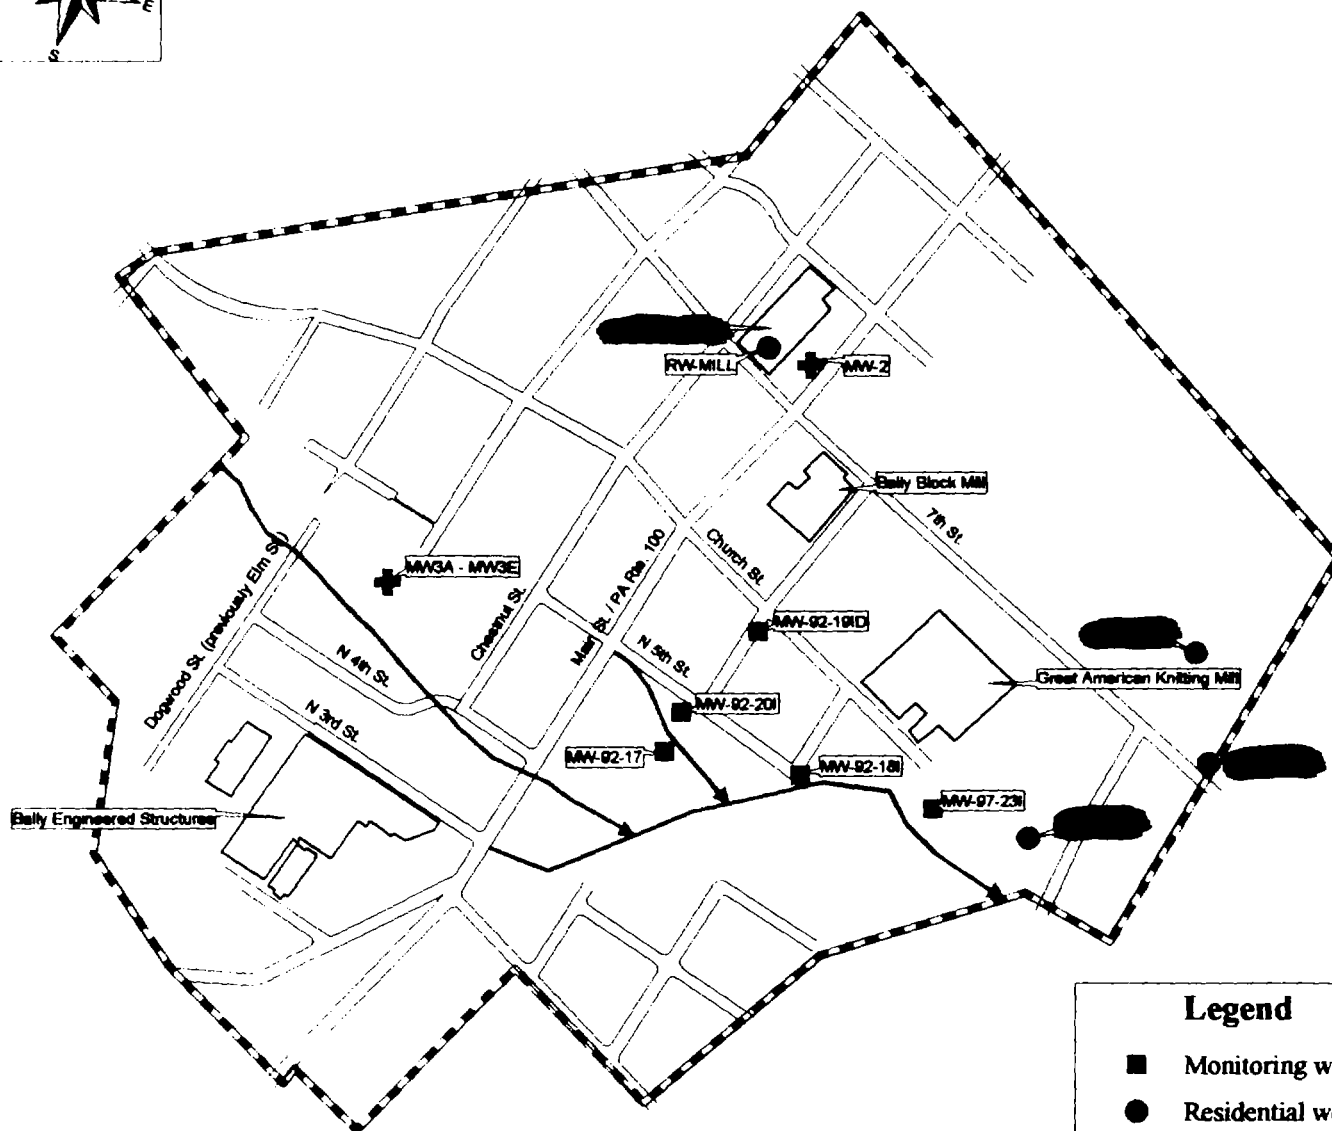 E
S
RW-MILL
MW-2
Bally Block Mill
7th St.
Church St.
MW3A - MW3E
Main St. / PA Rte. 100
Chestnut St.
Dogwood St. (previously Elm St.)
MW-92-19ID
N 5th St.
N 4th St.
Great American Knitting Mill
MW-92-20I
N 3rd St.
MW-92-17
MW-92-18I
MW-97-23I
Bally Engineered Structures
Legend
Monitoring w
Residential we